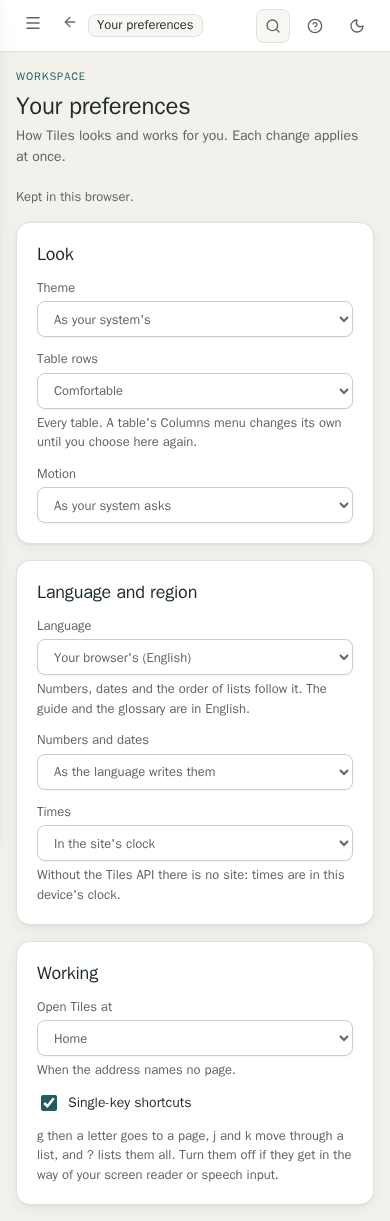 Your preferences
WORKSPACE
Your preferences
How Tiles looks and works for you. Each change applies
at once.
Kept in this browser.
Look
Theme
As your system's
Table rows
Comfortable
Every table. A table's Columns menu changes its own
until you choose here again.
Motion
As your system asks
Language and region
Language
Your browser's (English)
Numbers, dates and the order of lists follow it. The
guide and the glossary are in English.
Numbers and dates
As the language writes them
Times
In the site's clock
Without the Tiles API there is no site: times are in this
device's clock.
Working
Open Tiles at
Home
When the address names no page.
Single-key shortcuts
g then a letter goes to a page, j and k move through a
list, and ? lists them all. Turn them off if they get in the
way of your screen reader or speech input.